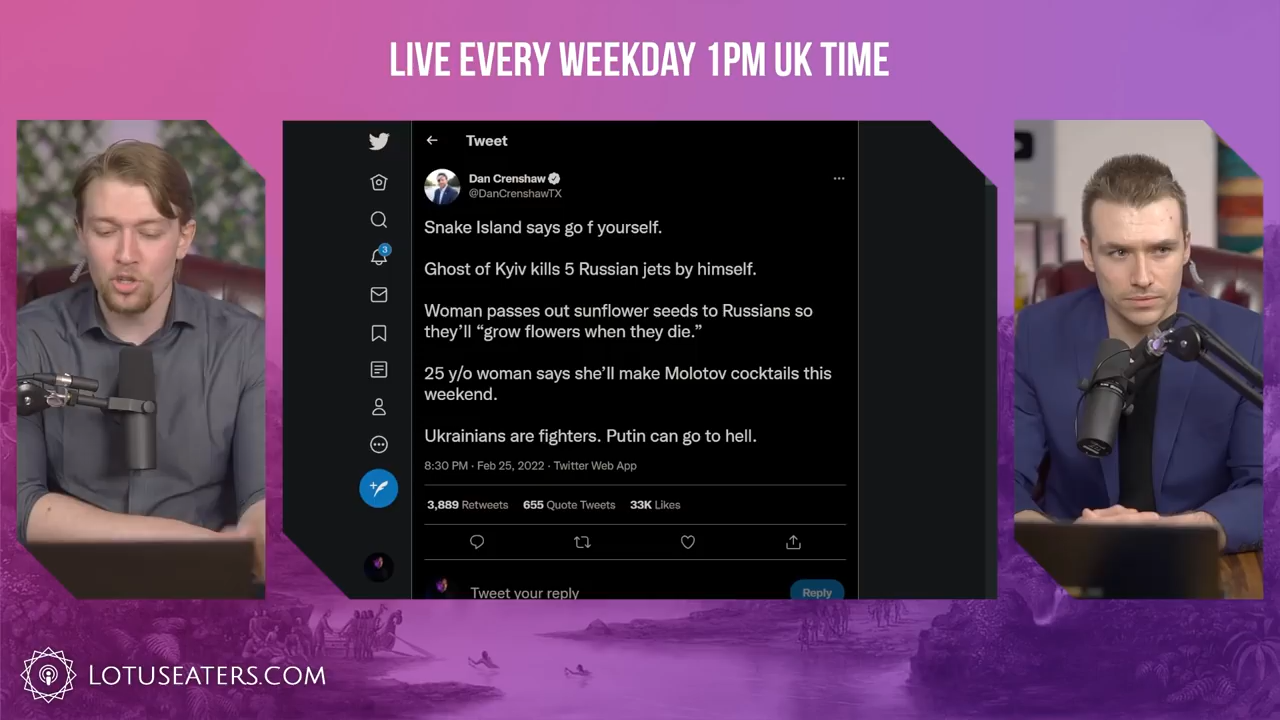 LIVE EVERY WEEKDAY 1PM UK TIME
Tweet
Dan Crenshaw
@DanCrenshawTX
Snake Island says go f yourself.
Ghost of Kyiv kills 5 Russian jets by himself.
Woman passes out sunflower seeds to Russians so
they’ll “grow flowers when they die.”
25 y/o woman says she’ll make Molotov cocktails this
weekend.
Ukrainians are fighters. Putin can go to hell.
8:30 PM · Feb 25, 2022 · Twitter Web App
3,889 Retweets 655 Quote Tweets 33K Likes
3
Tweet your reply
Reply
LOTUSEATERS.COM